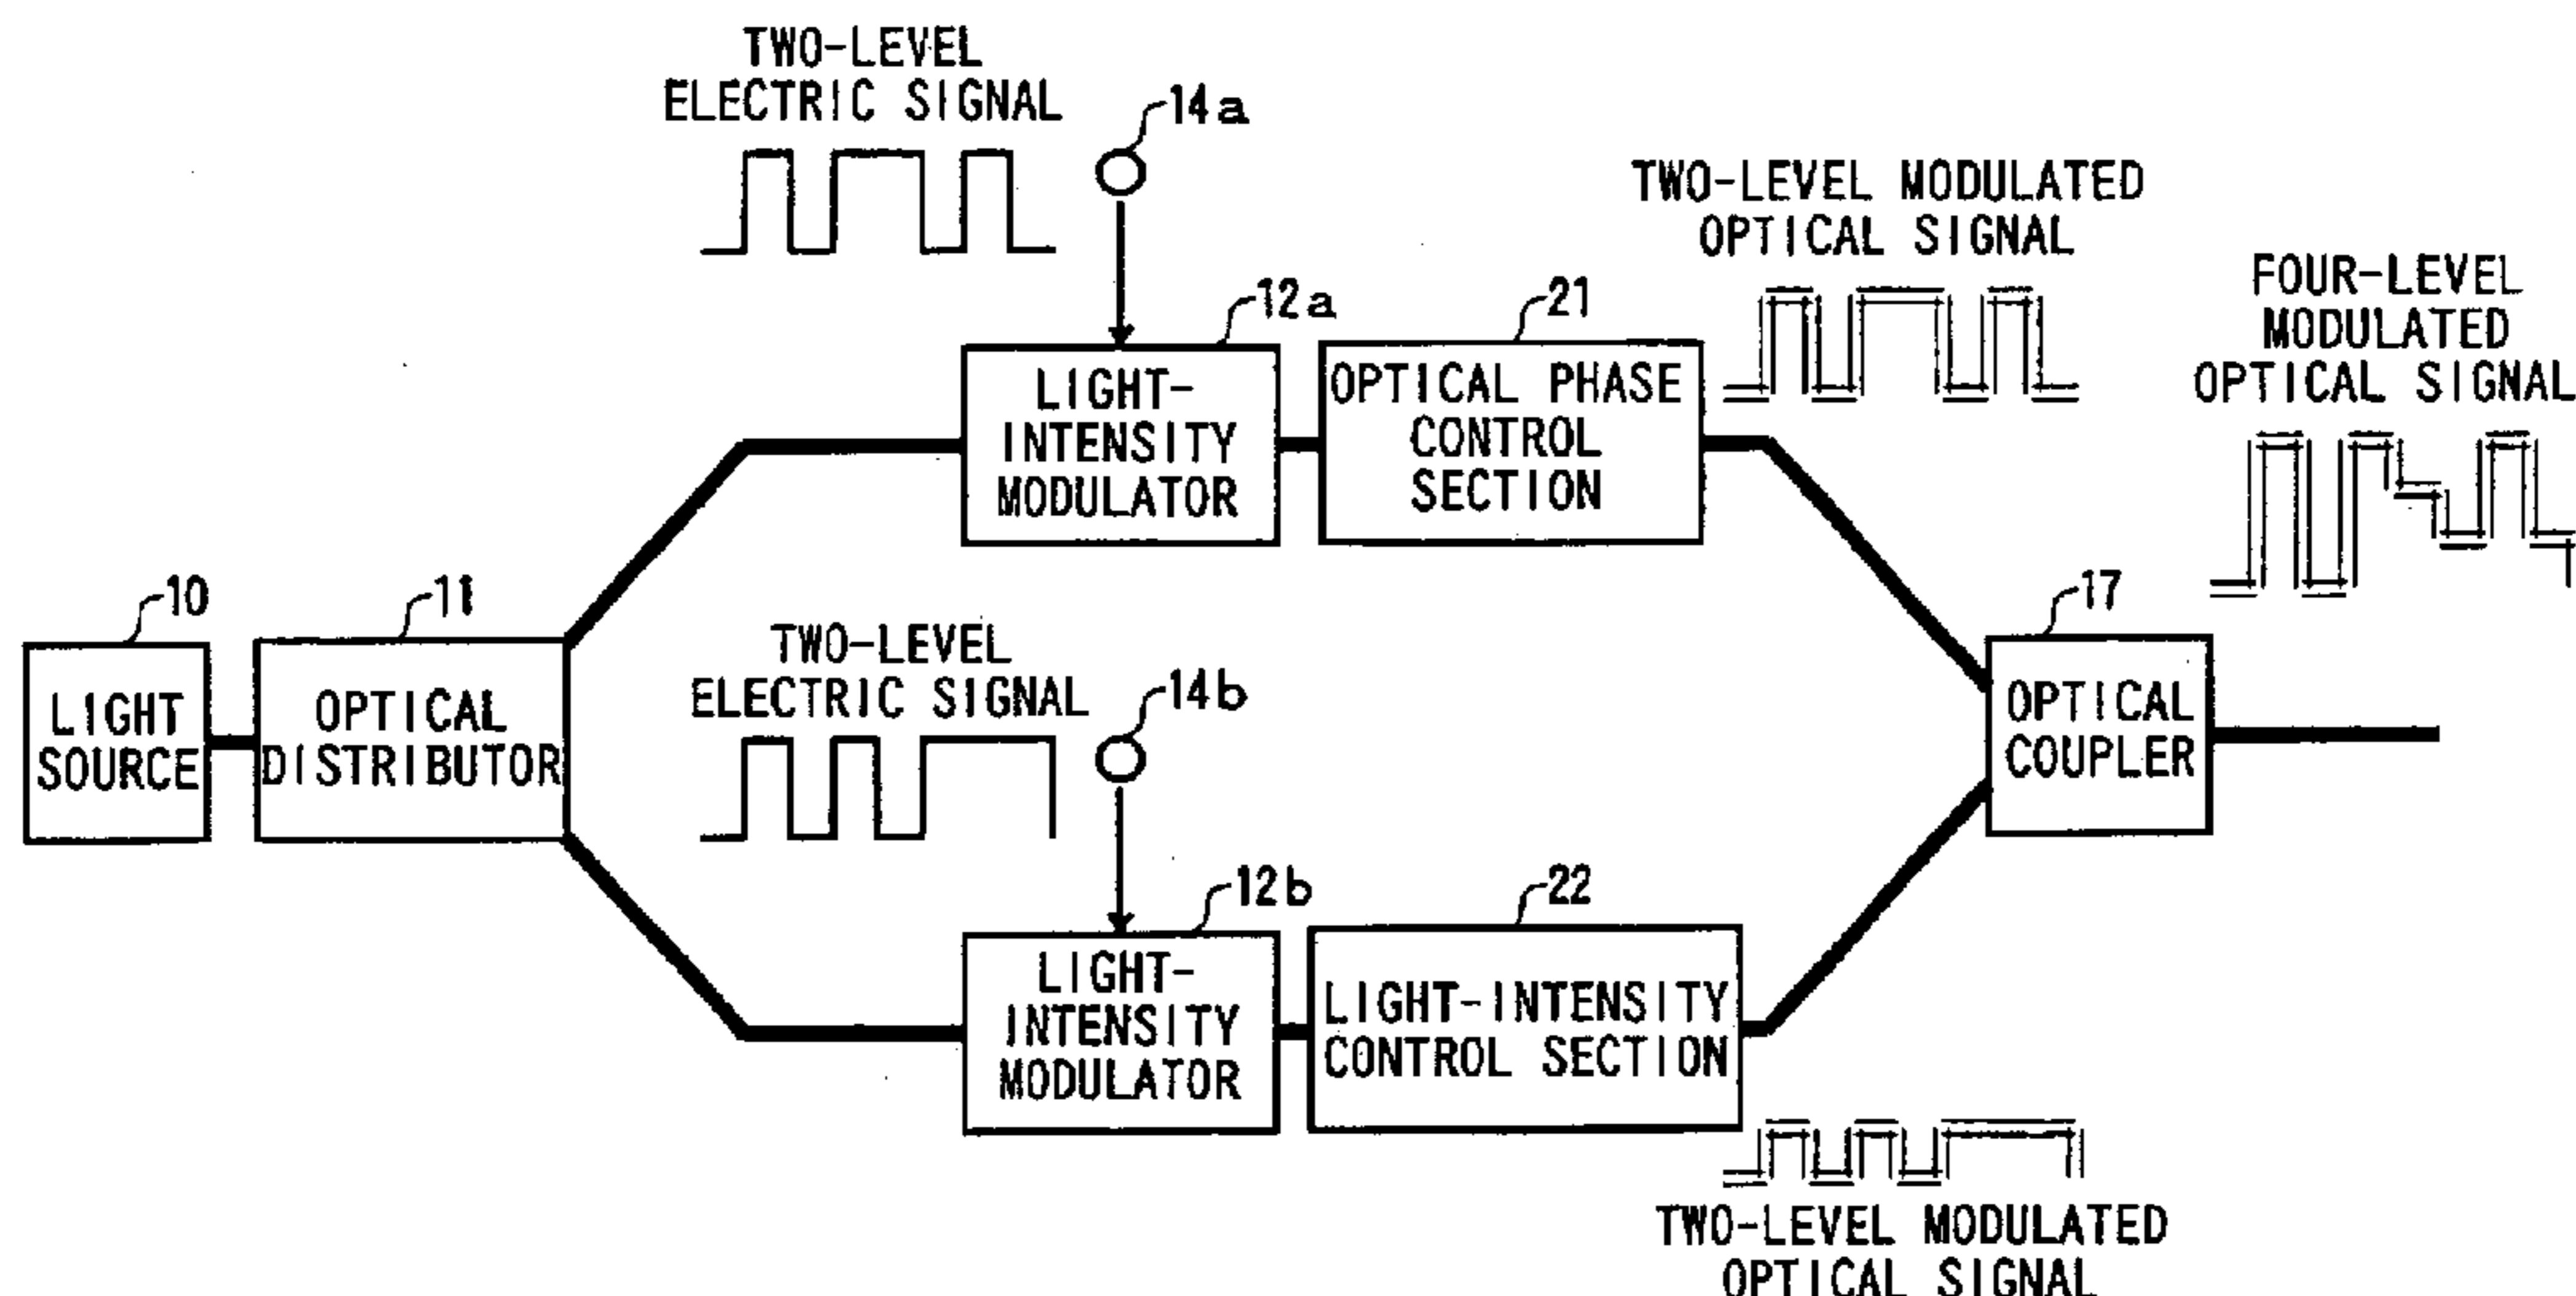 TWO-LEVEL
ELECTRIC SIGNAL
14a
TWO-LEVEL MODULATED
OPTICAL SIGNAL
FOUR-LEVEL
MODULATED
OPTICAL SIGNAL
12a
LIGHT-
INTENSITY
MODULATOR
21
OPTICAL PHASE
CONTROL
SECTION
10
LIGHT
SOURCE
11
OPTICAL
DISTRIBUTOR
TWO-LEVEL
ELECTRIC SIGNAL
14b
17
OPTICAL
COUPLER
12b
LIGHT-
INTENSITY
MODULATOR
22
LIGHT-INTENSITY
CONTROL SECTION
TWO-LEVEL MODULATED
OPTICAL SIGNAL